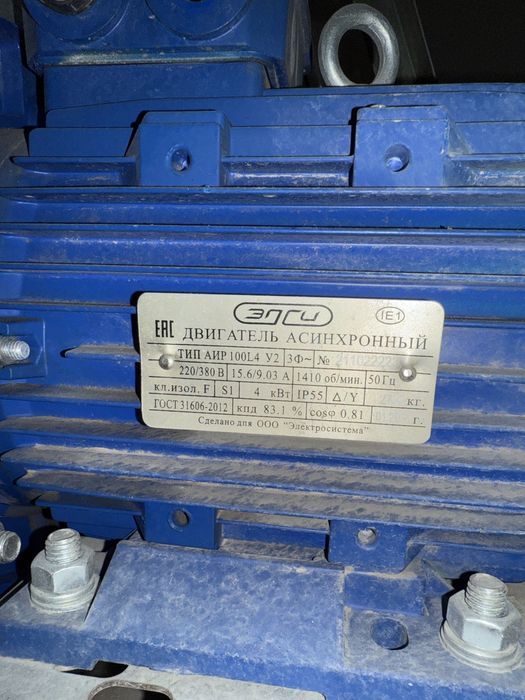 ЭЛСИ IE1
EAC ДВИГАТЕЛЬ АСИНХРОННЫЙ
ТИП АИР 100L4 У2 3Ф~ №
220/380 В 15.6/9.03 А 1410 об/мин. 50Гц
кл.изол. F S1 4 кВт IP55 Δ/Y кг.
ГОСТ 31606-2012 кпд 83.1 % cosφ 0.81 г.
Сделано для ООО "Электросистема"